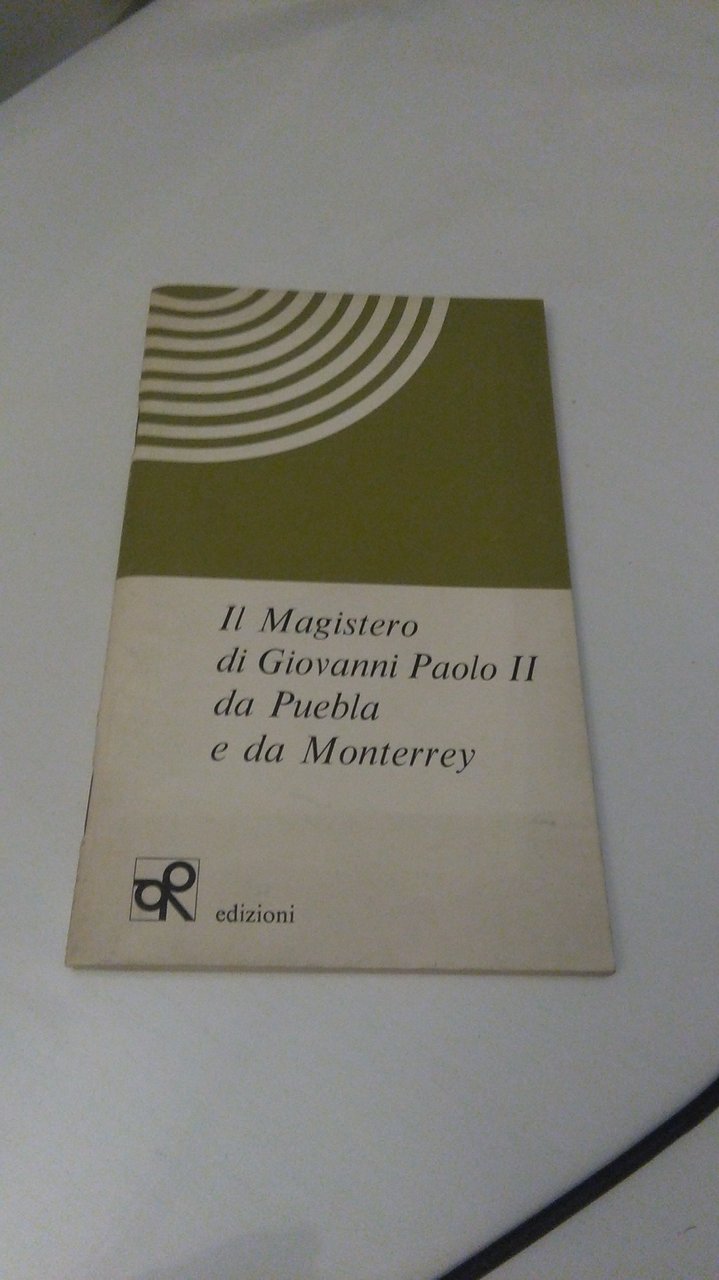 Il Magistero
di Giovanni Paolo II
da Puebla
e da Monterrey
edizioni